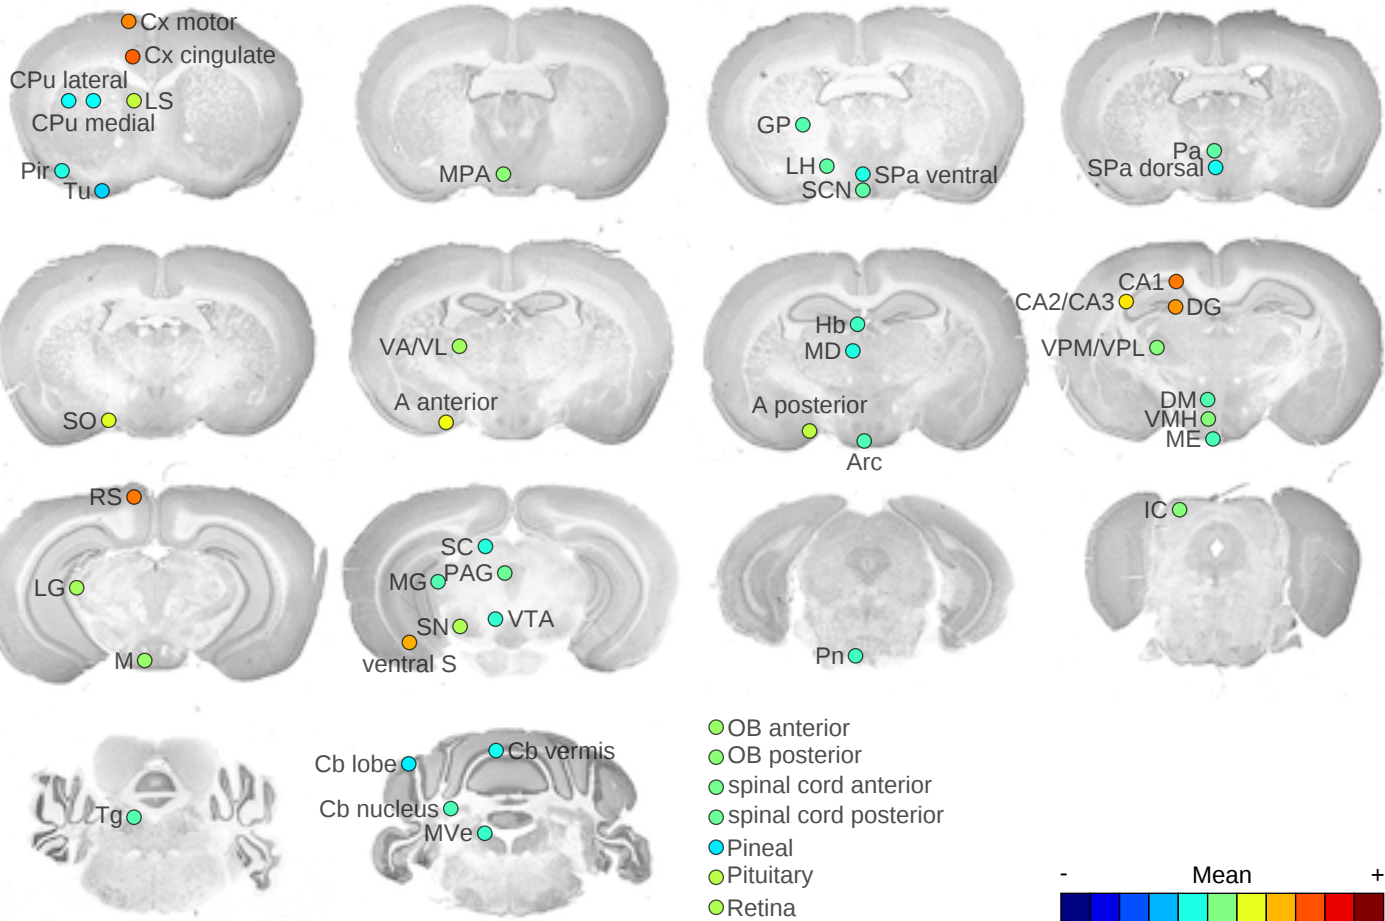 Cx motor
Cx cingulate
CPu lateral
LS
CPu medial
Pir
Tu
MPA
GP
LH
SPa ventral
SCN
Pa
SPa dorsal
SO
VA/VL
A anterior
Hb
MD
A posterior
Arc
CA1
CA2/CA3
DG
VPM/VPL
DM
VMH
ME
RS
LG
M
SC
PAG
MG
VTA
SN
ventral S
Pn
IC
Tg
Cb vermis
Cb lobe
Cb nucleus
MVe
OB anterior
OB posterior
spinal cord anterior
spinal cord posterior
Pineal
Pituitary
Retina
- Mean +